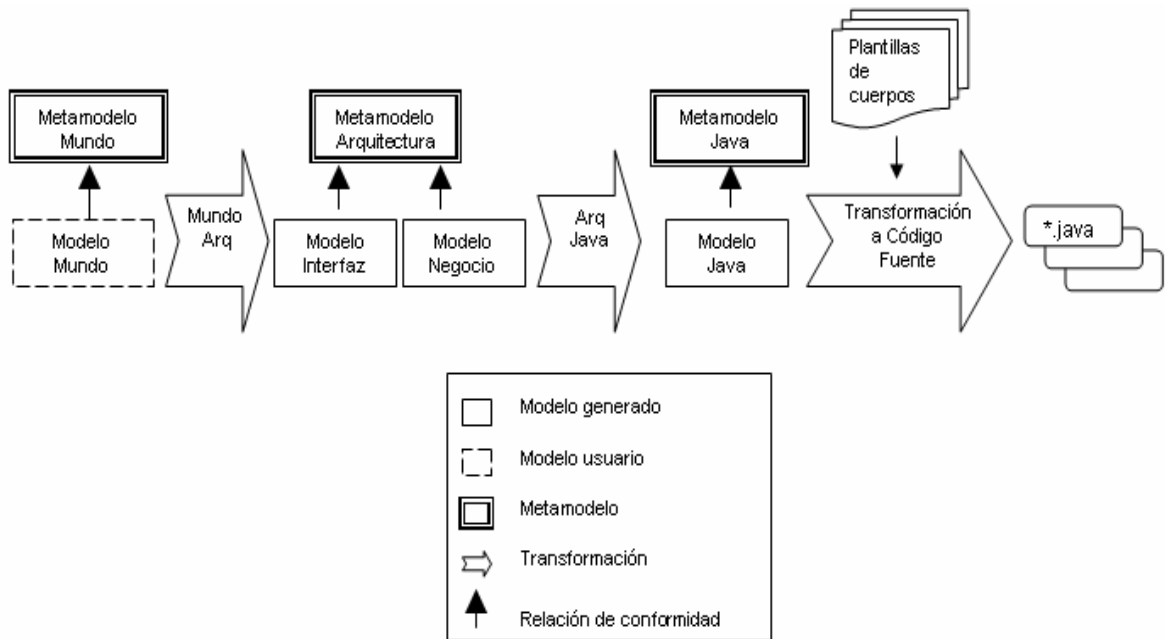 Plantillas
de
cuerpos
Metamodelo
Mundo
Metamodelo
Arquitectura
Metamodelo
Java
Modelo
Mundo
Mundo
Arq
Modelo
Interfaz
Modelo
Negocio
Arq
Java
Modelo
Java
Transformación
a Código
Fuente
*.java
Modelo generado
Modelo usuario
Metamodelo
Transformación
Relación de conformidad